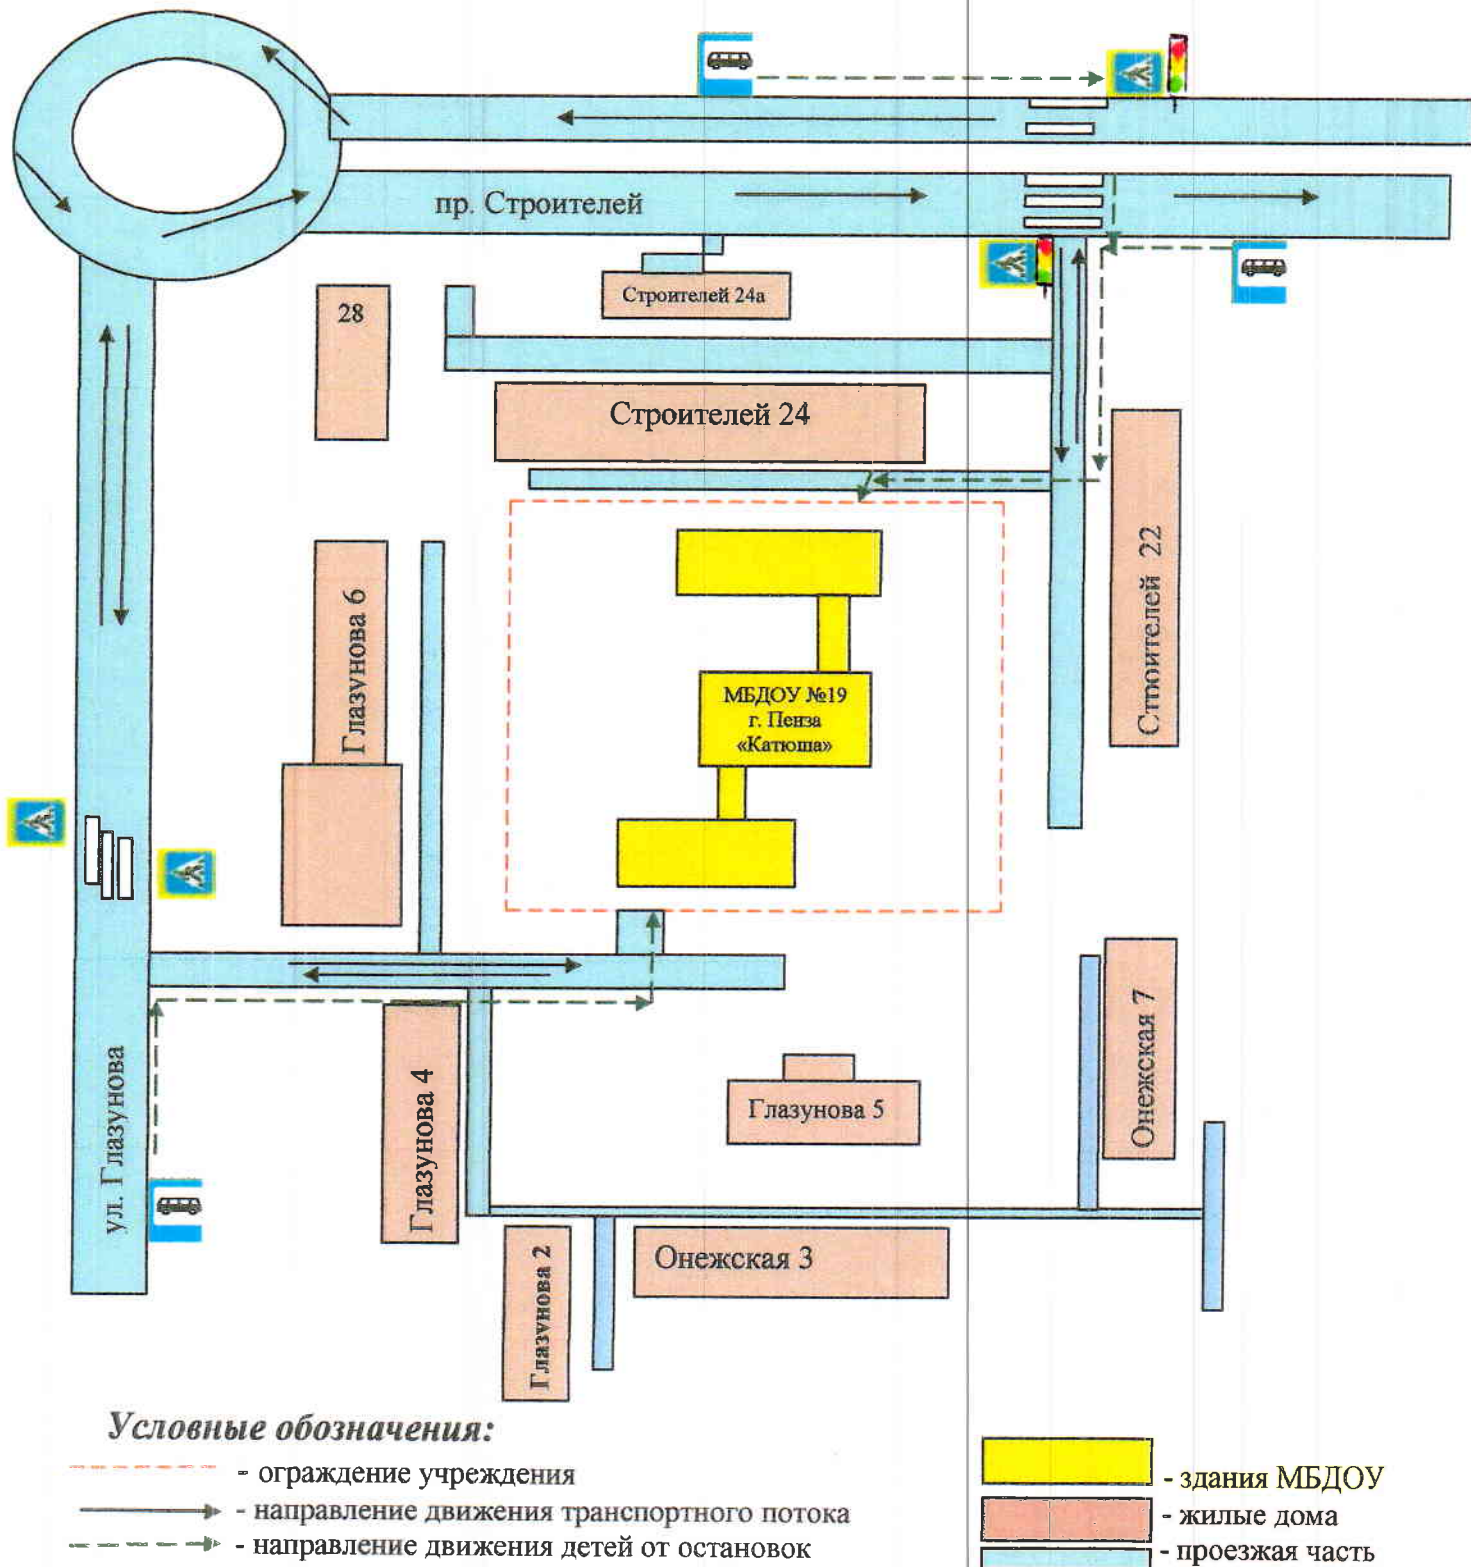 пр. Строителей
Строителей 24а
28
Строителей 24
Строителей 22
Глазунова 6
МБДОУ №19
г. Пенза
«Катюша»
ул. Глазунова
Глазунова 4
Глазунова 5
Онежская 7
Глазунова 2
Онежская 3
Условные обозначения:
- ограждение учреждения
- направление движения транспортного потока
- направление движения детей от остановок
- здания МБДОУ
- жилые дома
- проезжая часть